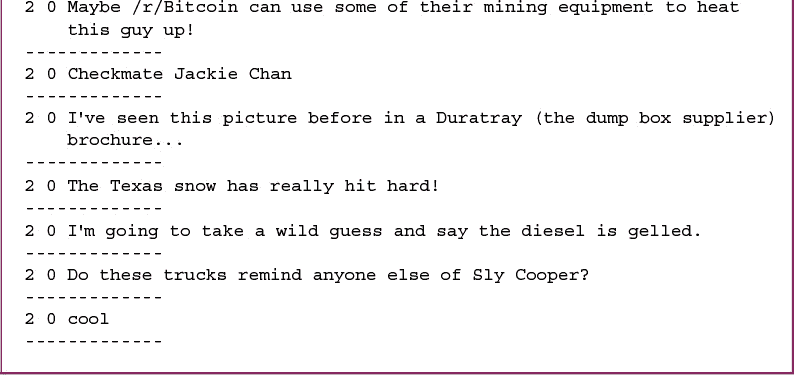 2 0 Maybe /r/Bitcoin can use some of their mining equipment to heat
this guy up!
-------------
2 0 Checkmate Jackie Chan
-------------
2 0 I've seen this picture before in a Duratray (the dump box supplier)
brochure...
-------------
2 0 The Texas snow has really hit hard!
-------------
2 0 I'm going to take a wild guess and say the diesel is gelled.
-------------
2 0 Do these trucks remind anyone else of Sly Cooper?
-------------
2 0 cool
-------------